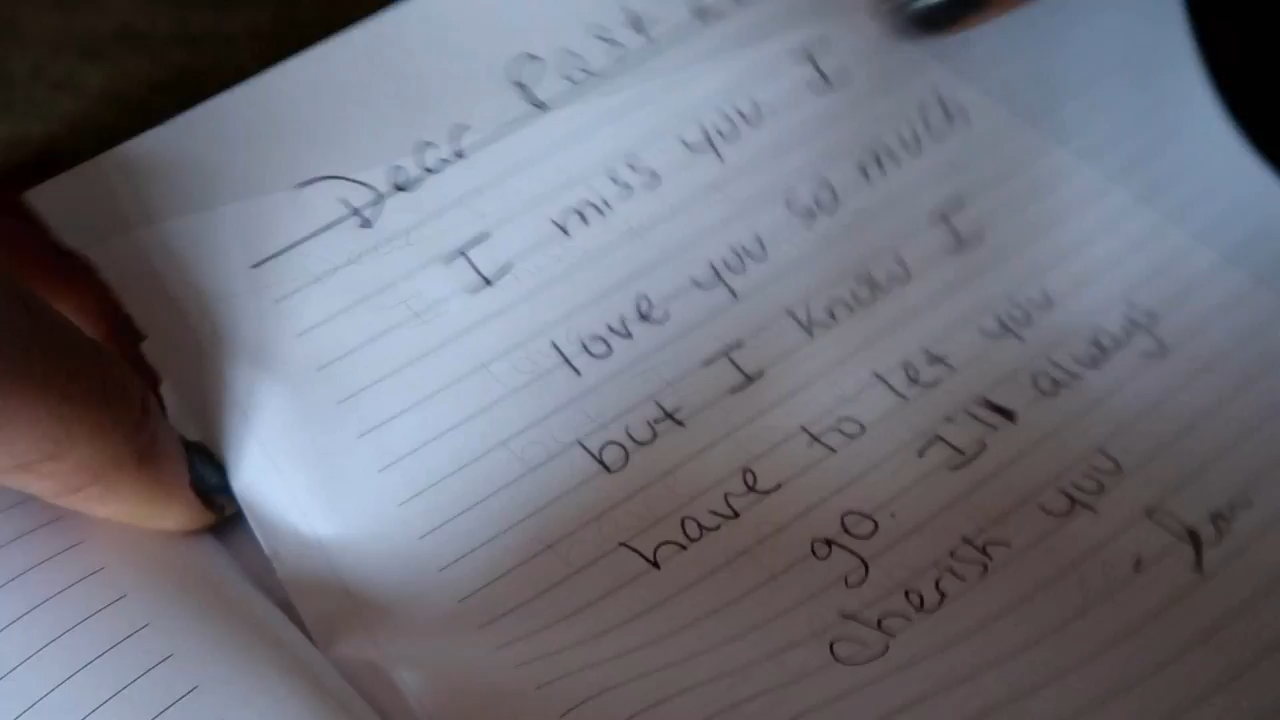 Dear Past
I miss you. I
love you so much
but I know I
have to let you
go. I'll always
cherish you